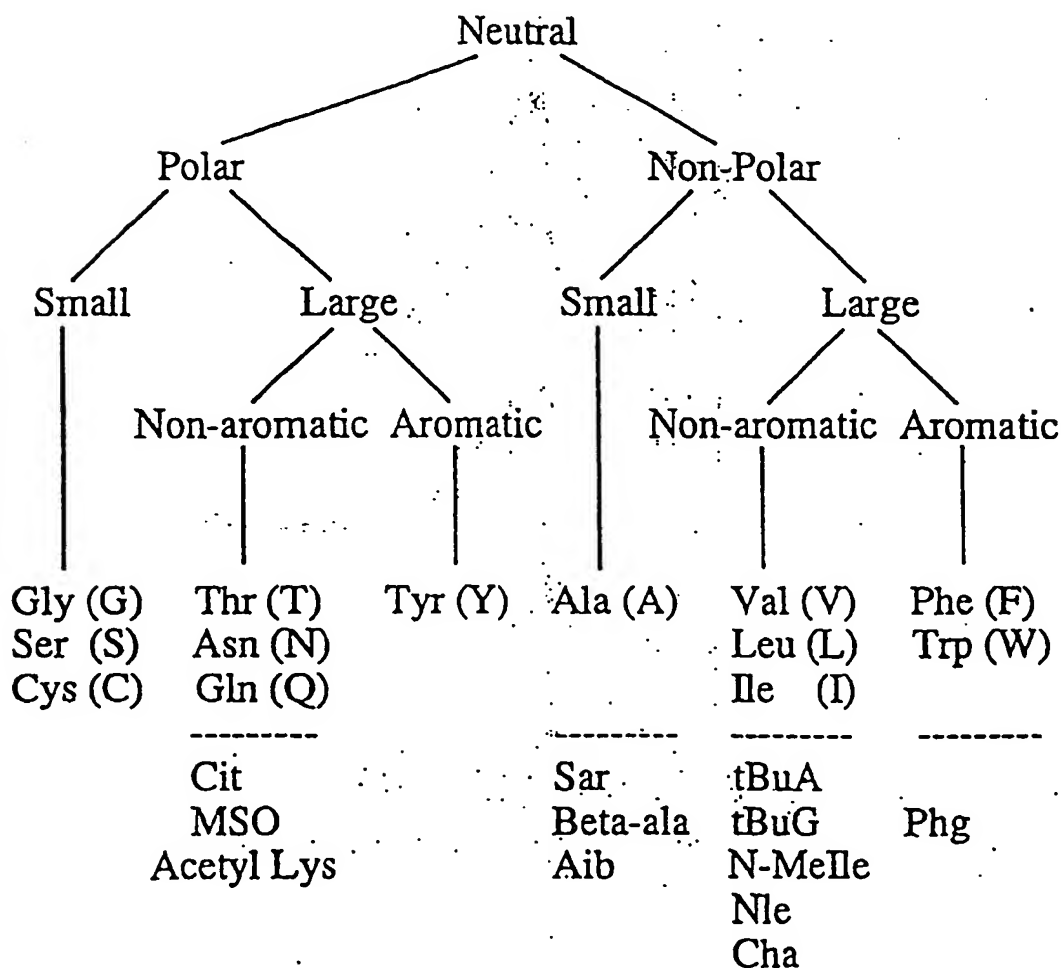 Neutral
Polar Non-Polar
Small Large Small Large
Non-aromatic Aromatic Non-aromatic Aromatic
Gly (G) Thr (T) Tyr (Y) Ala (A) Val (V) Phe (F)
Ser (S) Asn (N) Leu (L) Trp (W)
Cys (C) Gln (Q) Ile (I)
Cit Sar tBuA
MSO Beta-ala tBuG Phg
Acetyl Lys Aib N-MeIle
Nle
Cha